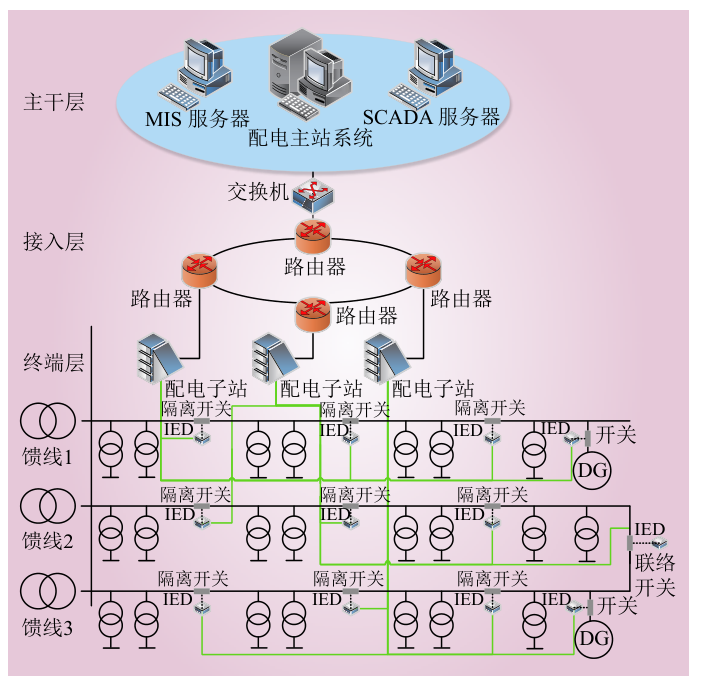 主干层
MIS 服务器
配电主站系统
SCADA 服务器
交换机
接入层
路由器
路由器
路由器
路由器
终端层
配电子站
配电子站
配电子站
隔离开关
隔离开关
隔离开关
IED
IED
IED
IED
开关
馈线1
DG
隔离开关
隔离开关
隔离开关
IED
IED
IED
IED
馈线2
联络
开关
隔离开关
隔离开关
隔离开关
IED
IED
IED
IED
开关
馈线3
DG